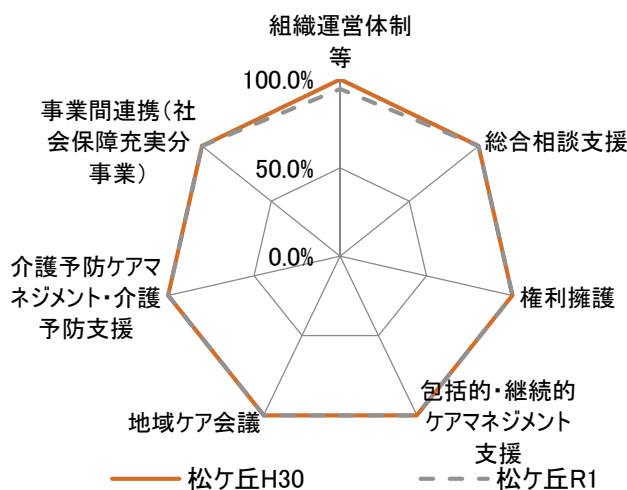 組織運営体制
等
100.0%
50.0%
0.0%
総合相談支援
権利擁護
包括的・継続的
ケアマネジメント
支援
地域ケア会議
介護予防ケアマ
ネジメント・介護
予防支援
事業間連携(社
会保障充実分
事業)
松ケ丘H30
松ケ丘R1